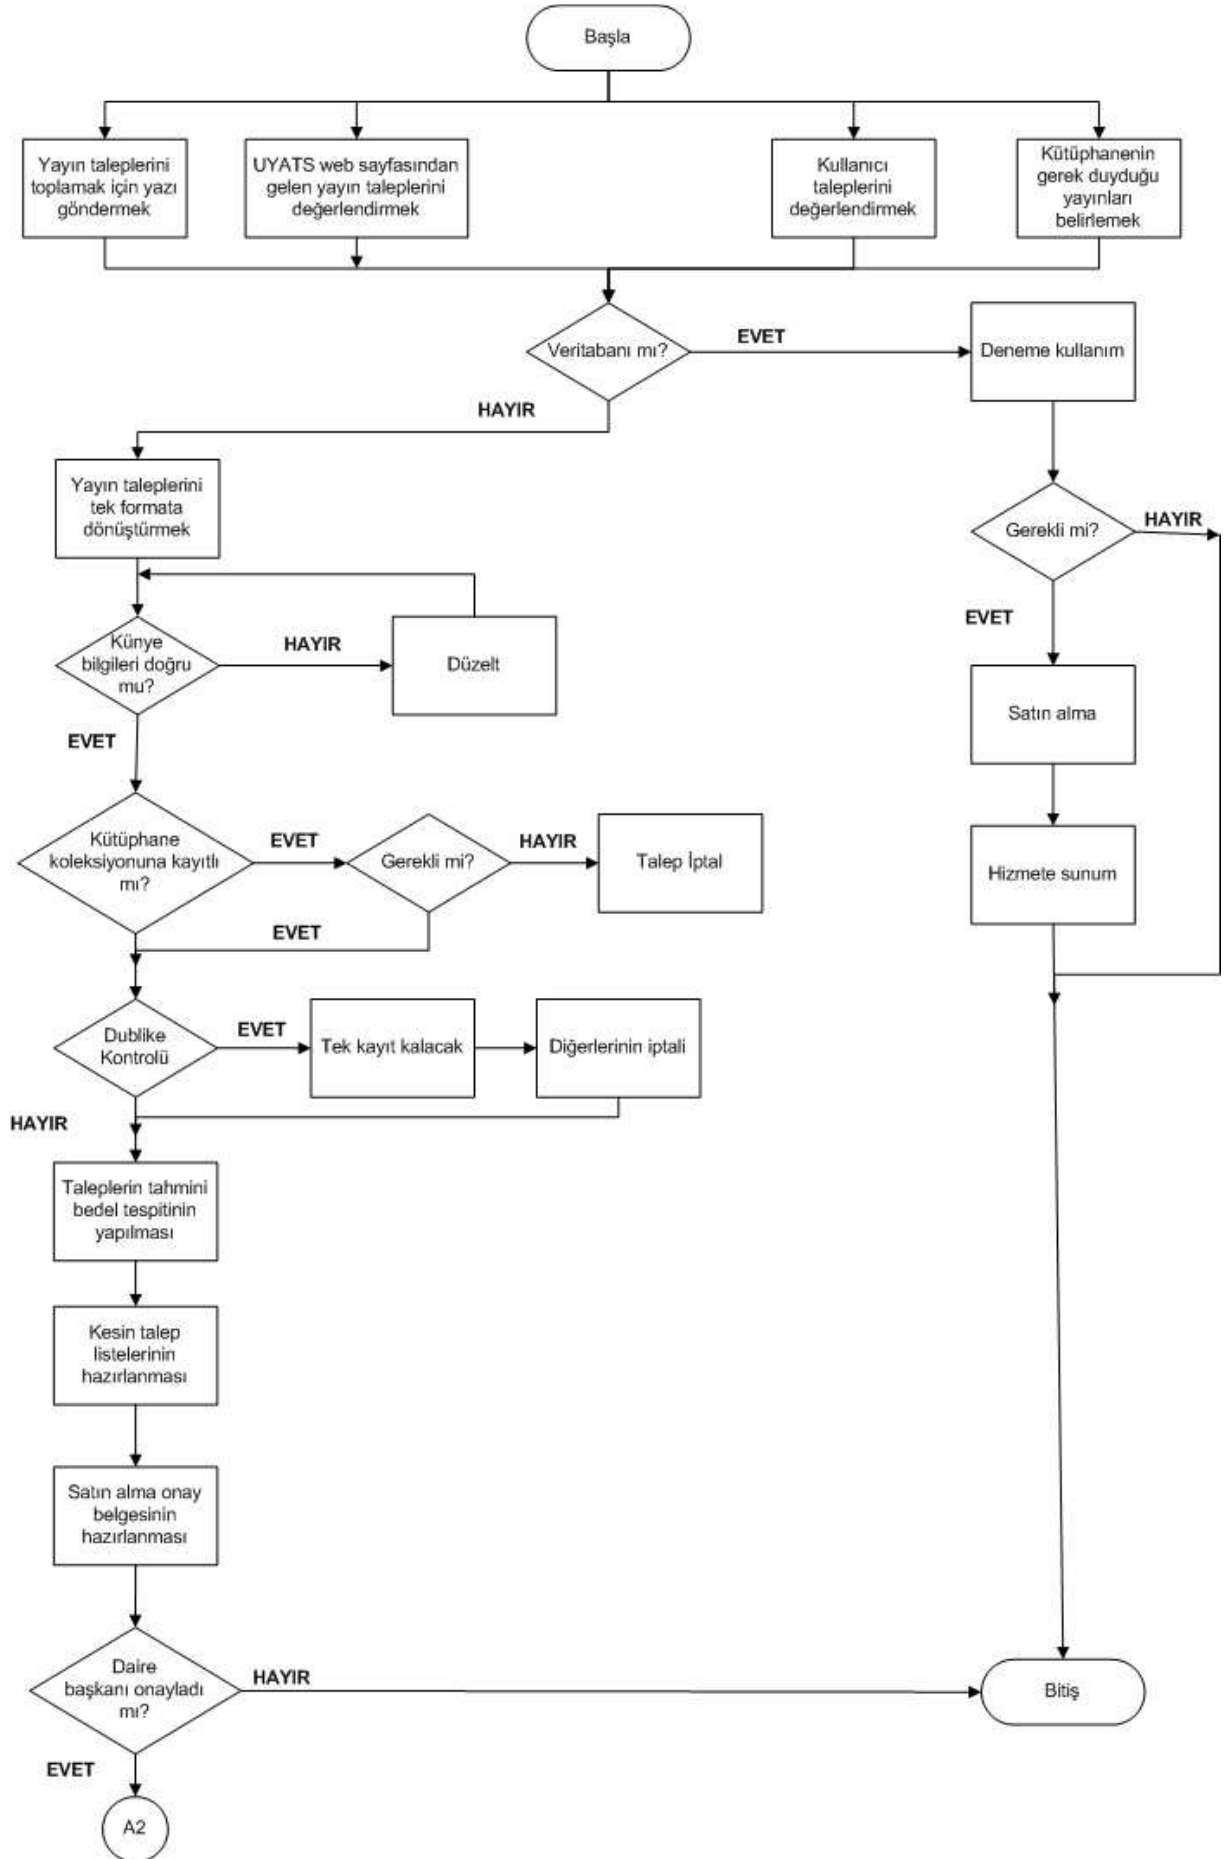 Başla
Yayın taleplerini
toplamak için yazı
göndermek
UYATS web sayfasından
gelen yayın taleplerini
değerlendirmek
Kullanıcı
taleplerini
değerlendirmek
Kütüphanenin
gerek duyduğu
yayınları
belirlemek
Veritabanı mı?
EVET
Deneme kullanım
HAYIR
Yayın taleplerini
tek formata
dönüştürmek
Gerekli mi?
HAYIR
EVET
Künye
bilgileri doğru
mu?
HAYIR
Düzelt
EVET
Satın alma
Kütüphane
koleksiyonuna kayıtlı
mı?
EVET
Gerekli mi?
HAYIR
Talep İptal
EVET
Hizmete sunum
Dublike
Kontrolü
EVET
Tek kayıt kalacak
Diğerlerinin iptali
HAYIR
Taleplerin tahmini
bedel tespitinin
yapılması
Kesin talep
listelerinin
hazırlanması
Satın alma onay
belgesinin
hazırlanması
Daire
başkanı onayladı
mı?
HAYIR
Bitiş
EVET
A2